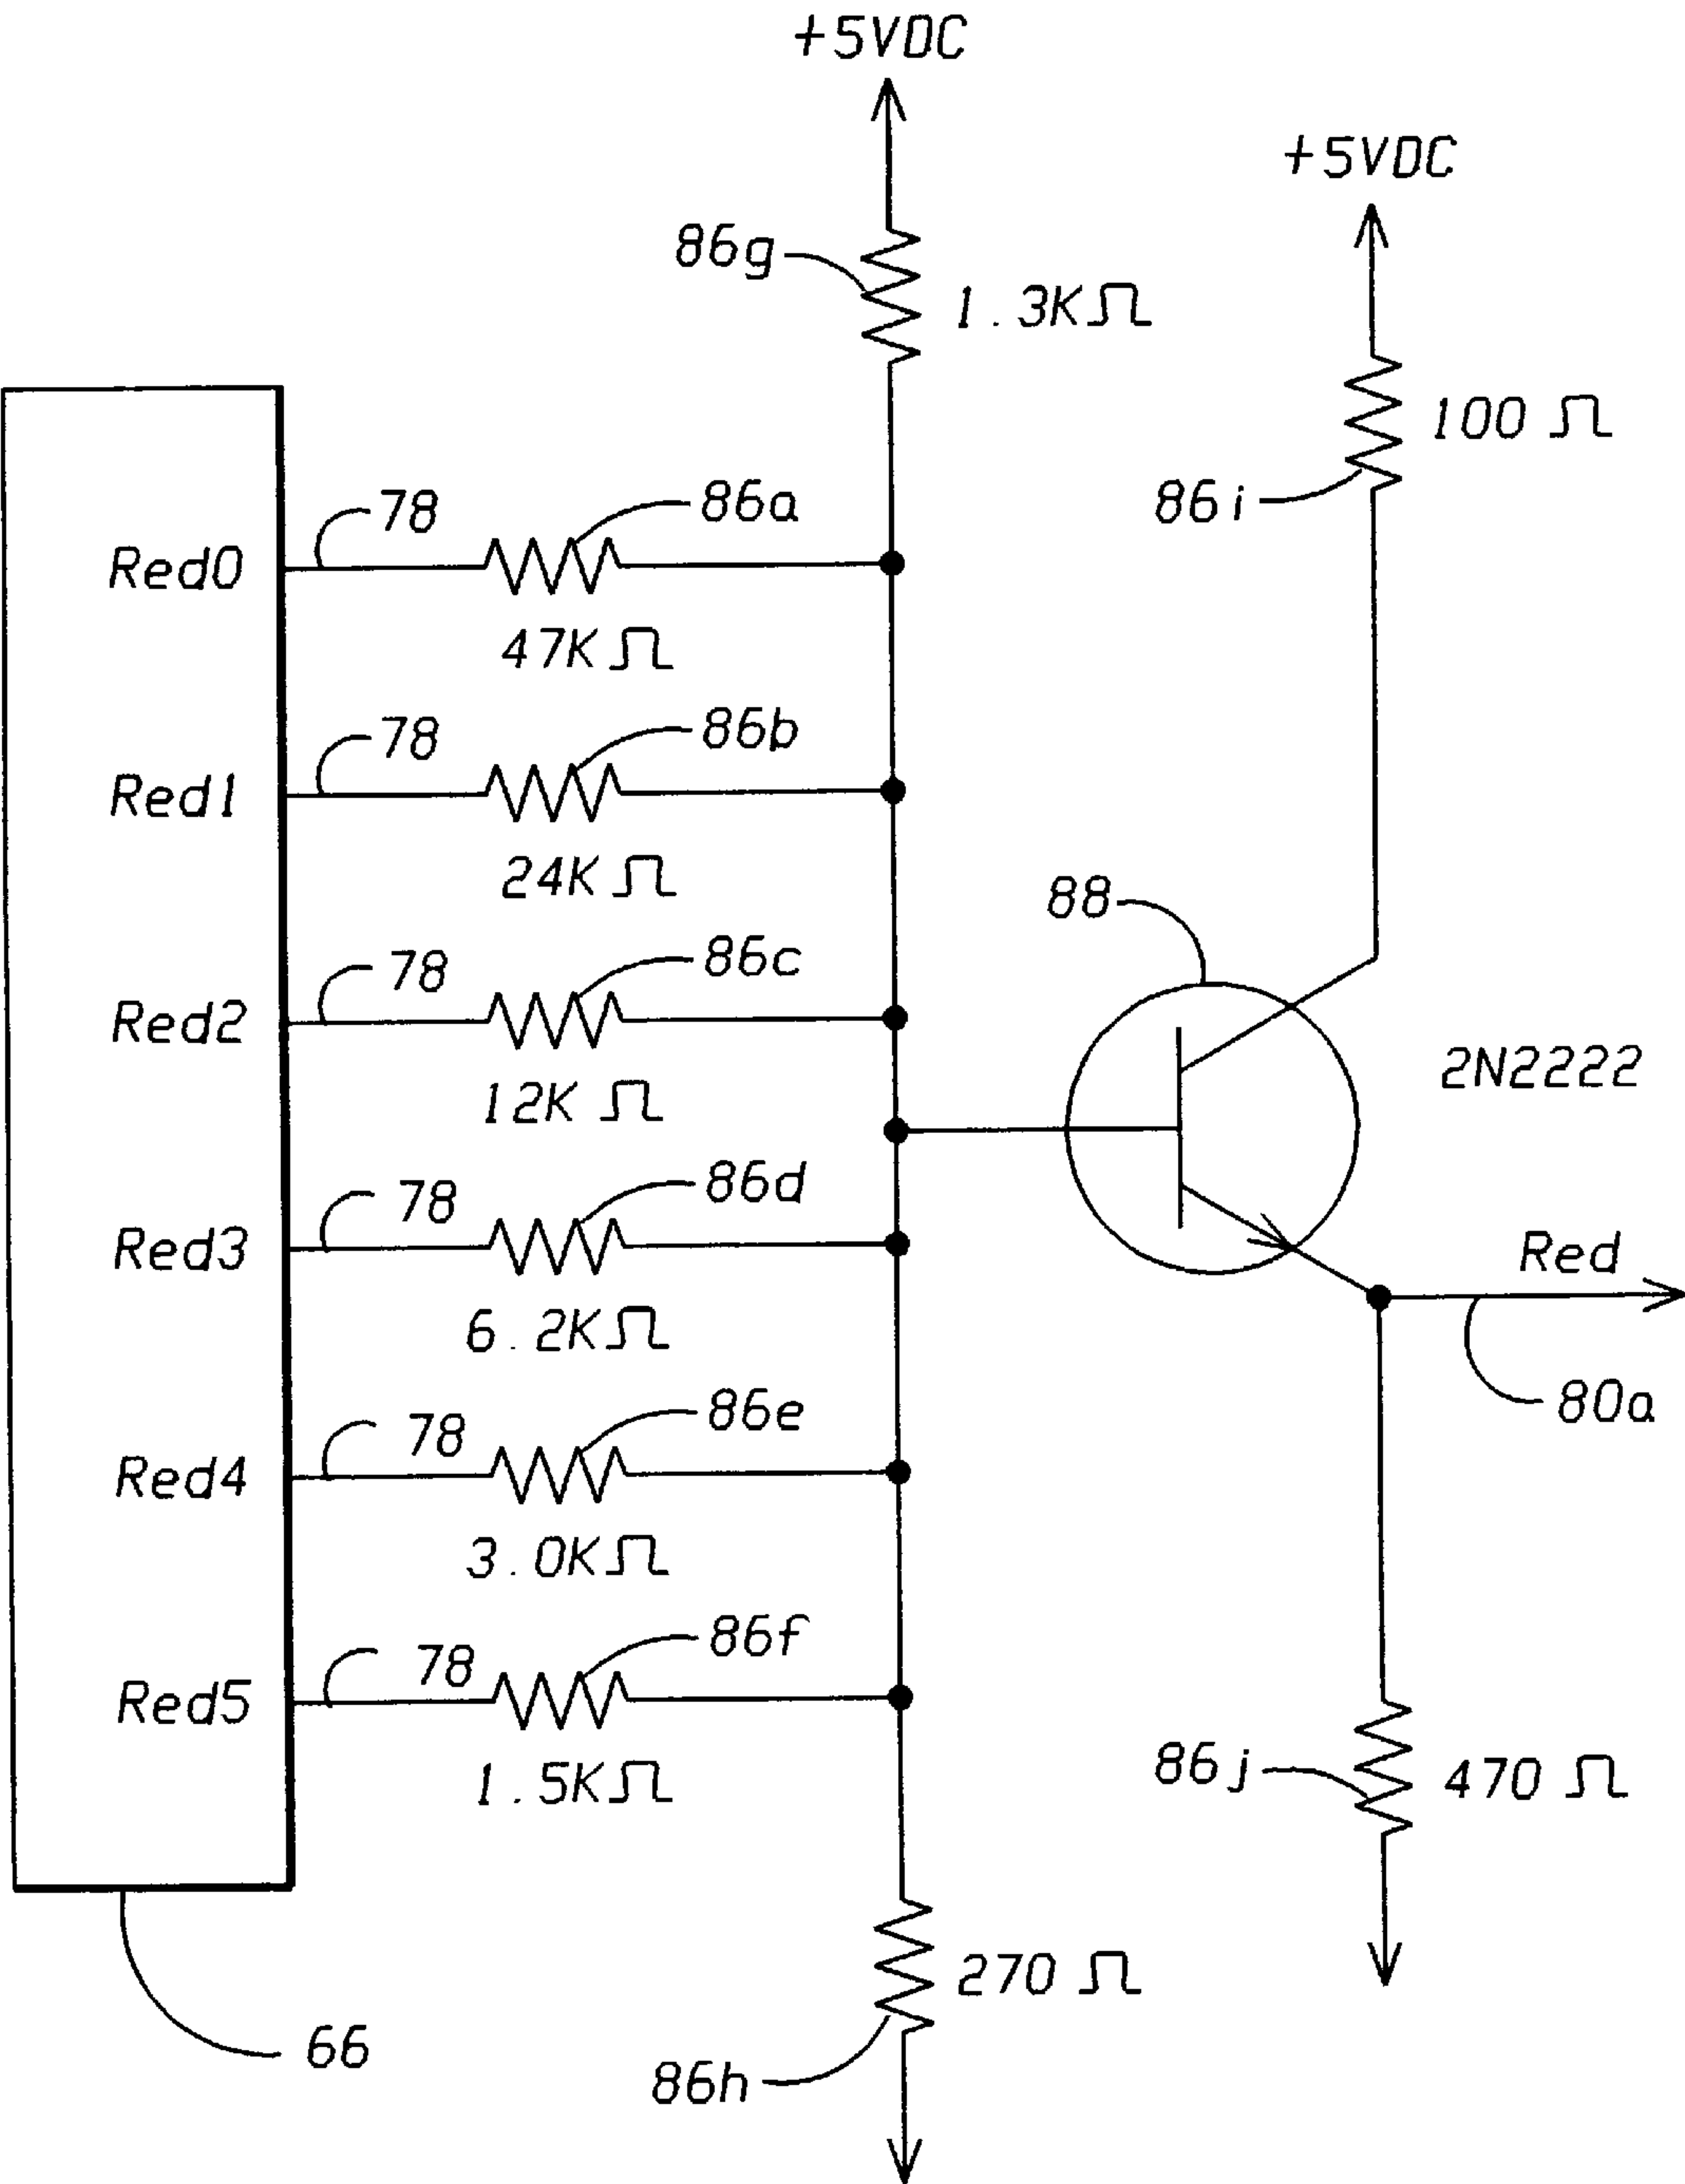 +5VDC
+5VDC
86g
1.3KΩ
100 Ω
86i
78
86a
Red0
47KΩ
78
86b
Red1
24KΩ
88
78
86c
Red2
12KΩ
2N2222
78
86d
Red3
Red
6.2KΩ
80a
78
86e
Red4
3.0KΩ
78
86f
Red5
1.5KΩ
86j
470 Ω
270 Ω
66
86h